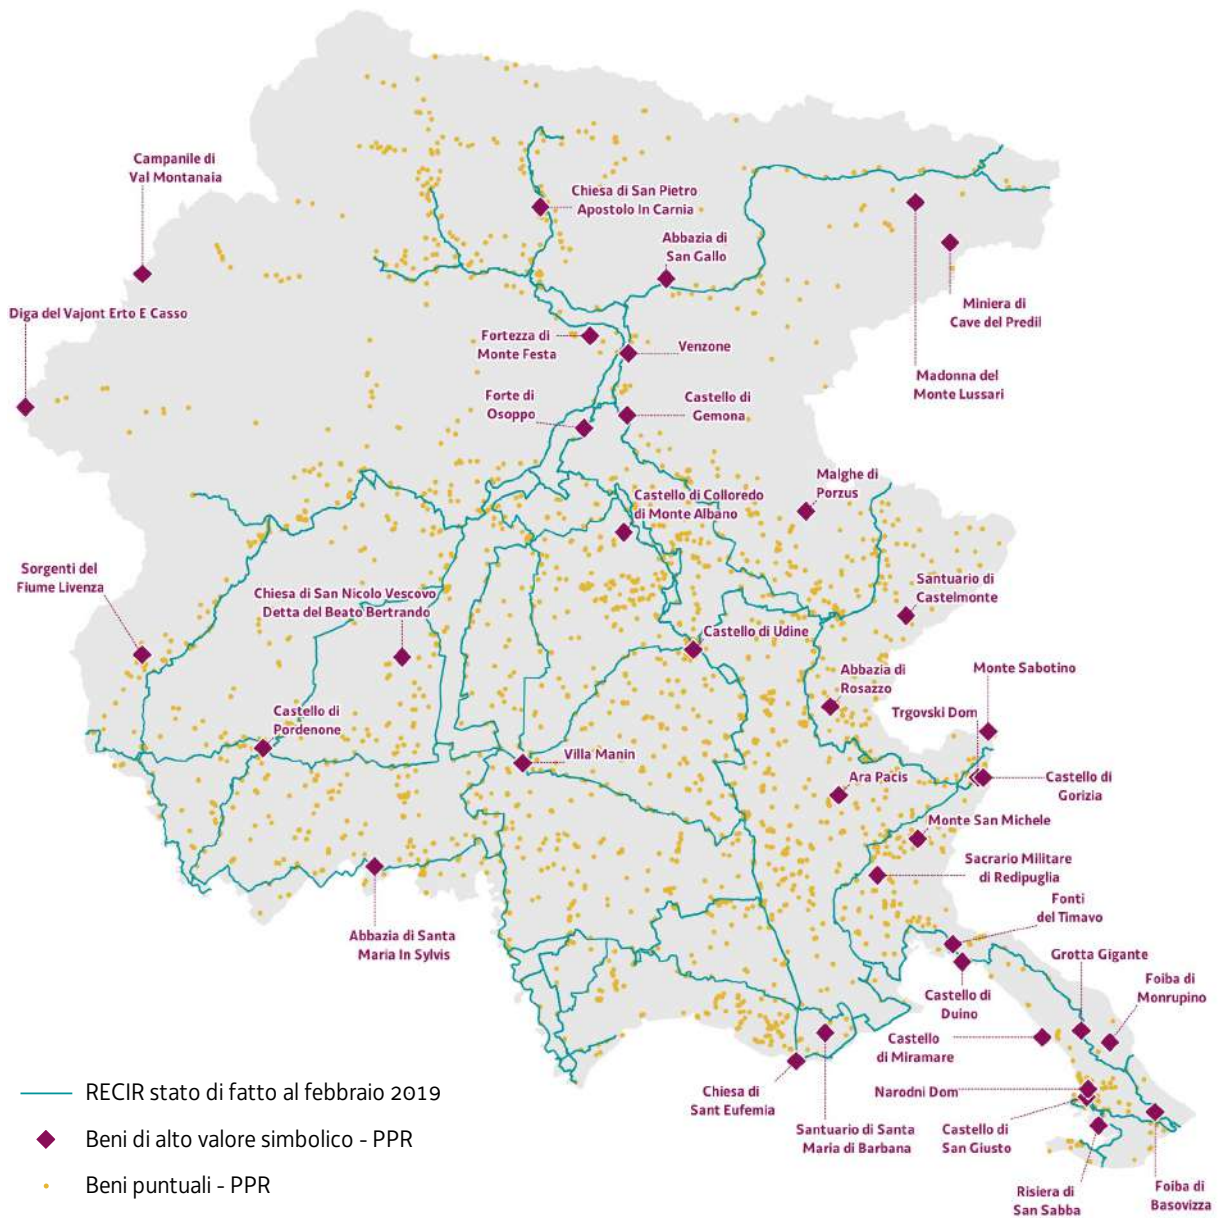 Campanile di
Val Montanaia
Chiesa di San Pietro
Apostolo In Carnia
Abbazia di
San Gallo
Diga del Vajont Erto E Casso
Miniera di
Cave del Predil
Fortezza di
Monte Festa
Venzone
Madonna del
Monte Lussari
Forte di
Osoppo
Castello di
Gemona
Malghe di
Porzus
Castello di Colloredo
di Monte Albano
Sorgenti del
Fiume Livenza
Chiesa di San Nicolo Vescovo
Detta del Beato Bertrando
Santuario di
Castelmonte
Castello di Udine
Abbazia di
Rosazzo
Monte Sabotino
Trgovski Dom
Castello di
Pordenone
Villa Manin
Ara Pacis
Castello di
Gorizia
Monte San Michele
Sacrario Militare
di Redipuglia
Fonti
del Timavo
Abbazia di Santa
Maria In Sylvis
Grotta Gigante
Foiba di
Monrupino
Castello di
Duino
Castello
di Miramare
Narodni Dom
Chiesa di
Sant Eufemia
Santuario di Santa
Maria di Barbana
Castello di
San Giusto
Risiera di
San Sabba
Foiba di
Basovizza
RECIR stato di fatto al febbraio 2019
Beni di alto valore simbolico - PPR
Beni puntuali - PPR